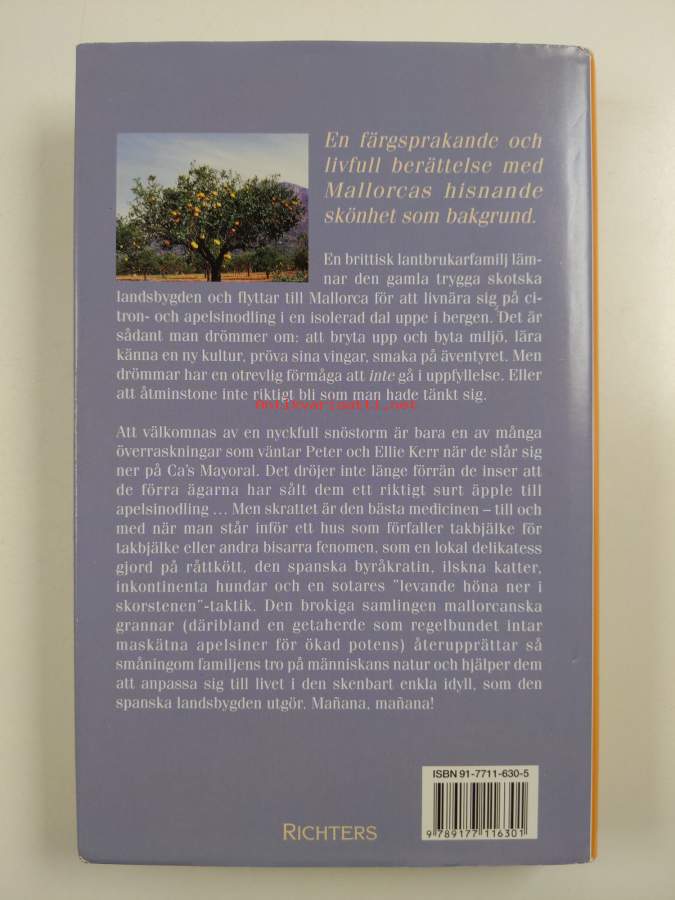 En färgsprakande och
livfull berättelse med
Mallorcas hisnande
skönhet som bakgrund.
En brittisk lantbrukarfamilj läm-
nar den gamla trygga skotska
landsbygden och flyttar till Mallorca för att livnära sig på ci-
tron- och apelsinodling i en isolerad dal uppe i bergen. Det är
sådant man drömmer om: att bryta upp och byta miljö, lära
känna en ny kultur, pröva sina vingar, smaka på äventyret. Men
drömmar har en otrevlig förmåga att inte gå i uppfyllelse. Eller
att åtminstone inte riktigt bli som man hade tänkt sig.
Antikvariaatti.net
Att välkomnas av en nyckfull snöstorm är bara en av många
överraskningar som väntar Peter och Ellie Kerr när de slår sig
ner på Ca's Mayoral. Det dröjer inte länge förrän de inser att
de förra ägarna har sålt dem ett riktigt surt äpple till
apelsinodling ... Men skrattet är den bästa medicinen – till och
med när man står inför ett hus som förfaller takbjälke för
takbjälke eller andra bisarra fenomen, som en lokal delikatess
gjord på råttkött, den spanska byråkratin, ilskna katter,
inkontinenta hundar och en sotares "levande höna ner i
skorstenen"-taktik. Den brokiga samlingen mallorcanska
grannar (däribland en getaherde som regelbundet intar
maskätna apelsiner för ökad potens) återupprättar så
småningom familjens tro på människans natur och hjälper dem
att anpassa sig till livet i den skenbart enkla idyll, som den
spanska landsbygden utgör. Mañana, mañana!
ISBN 91-7711-630-5
9 789177 116301
RICHTERS